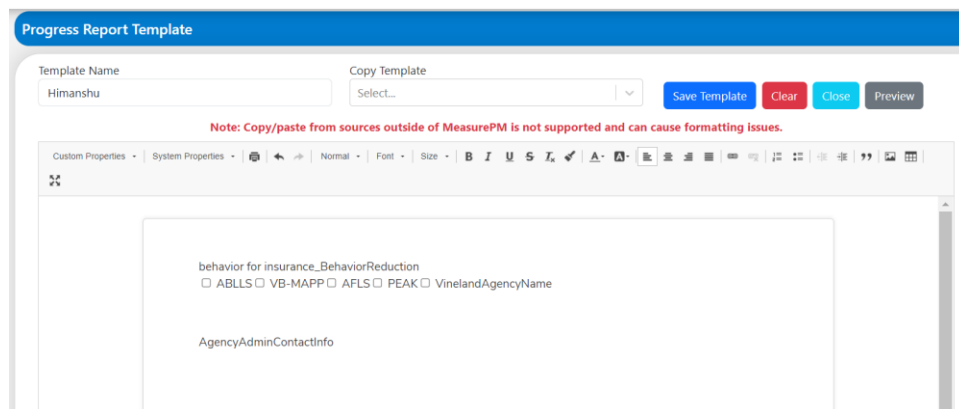 Progress Report Template
Template Name
Copy Template
Himanshu
Select...
Save Template
Clear
Close
Preview
Note: Copy/paste from sources outside of MeasurePM is not supported and can cause formatting issues.
Custom Properties
System Properties
Normal
Font
Size
B I U S Ix A A
behavior for insurance_BehaviorReduction
ABLLS VB-MAPP AFLS PEAK VinelandAgencyName
AgencyAdminContactInfo